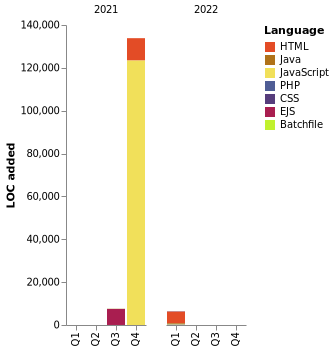 2021 2022
140,000
120,000
100,000
80,000
60,000
40,000
20,000
0
LOC added
Q1 Q2 Q3 Q4 Q1 Q2 Q3 Q4
Language
HTML
Java
JavaScript
PHP
CSS
EJS
Batchfile